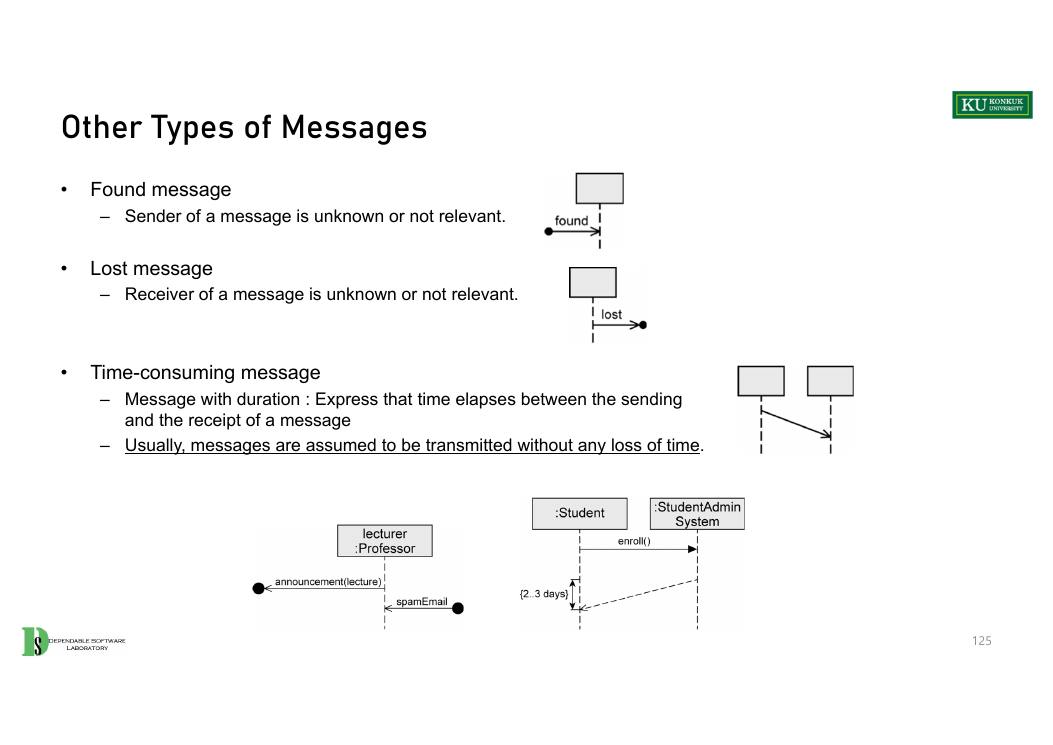 KU KONKUK
UNIVERSITY
Other Types of Messages
• Found message
– Sender of a message is unknown or not relevant.
found
• Lost message
– Receiver of a message is unknown or not relevant.
lost
• Time-consuming message
– Message with duration : Express that time elapses between the sending
and the receipt of a message
– Usually, messages are assumed to be transmitted without any loss of time.
lecturer
:Professor
announcement(lecture)
spamEmail
:Student
:StudentAdmin
System
enroll()
{2..3 days}
DS DEPENDABLE SOFTWARE
LABORATORY
125